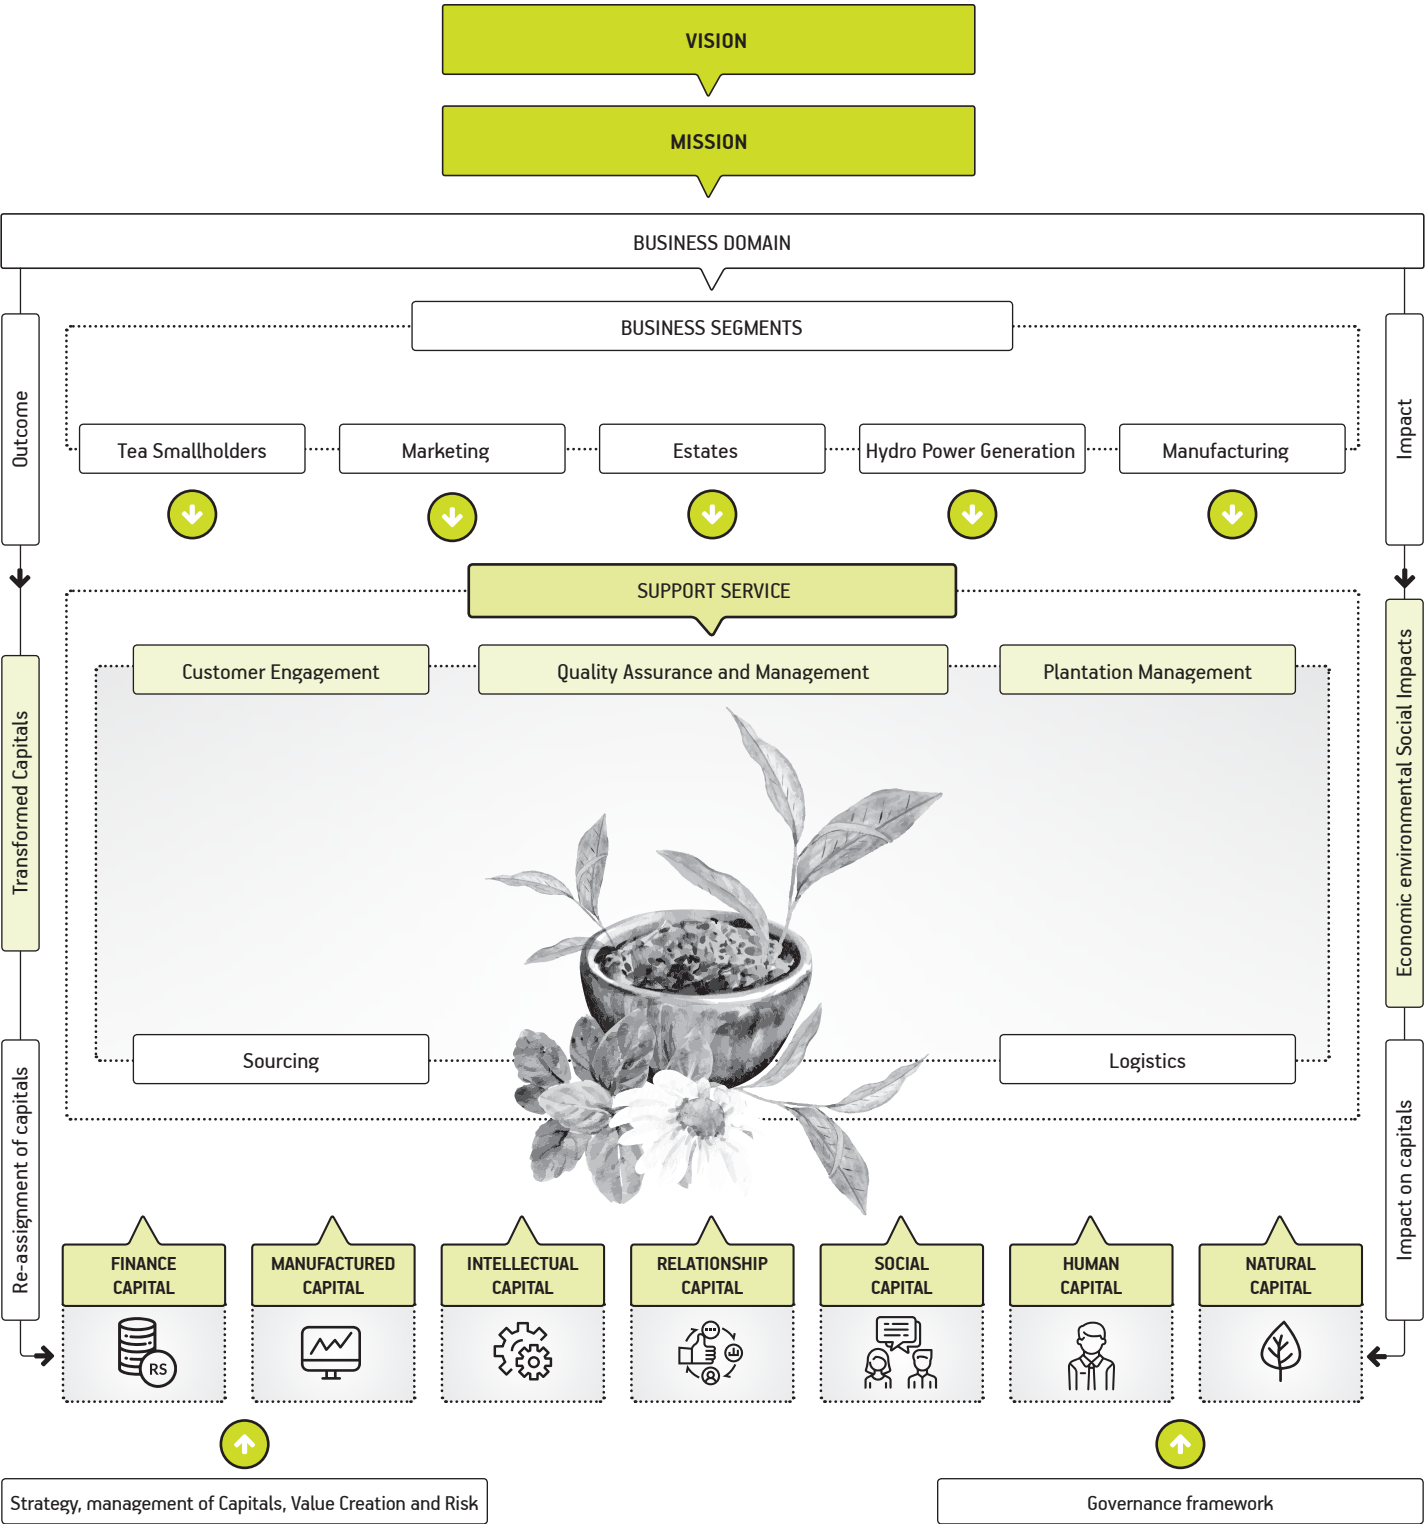 VISION
MISSION
BUSINESS DOMAIN
BUSINESS SEGMENTS
Outcome
Impact
Tea Smallholders
Marketing
Estates
Hydro Power Generation
Manufacturing
SUPPORT SERVICE
Customer Engagement
Quality Assurance and Management
Plantation Management
Transformed Capitals
Economic environmental Social Impacts
Sourcing
Logistics
Re-assignment of capitals
Impact on capitals
FINANCE
CAPITAL
MANUFACTURED
CAPITAL
INTELLECTUAL
CAPITAL
RELATIONSHIP
CAPITAL
SOCIAL
CAPITAL
HUMAN
CAPITAL
NATURAL
CAPITAL
RS
Strategy, management of Capitals, Value Creation and Risk
Governance framework